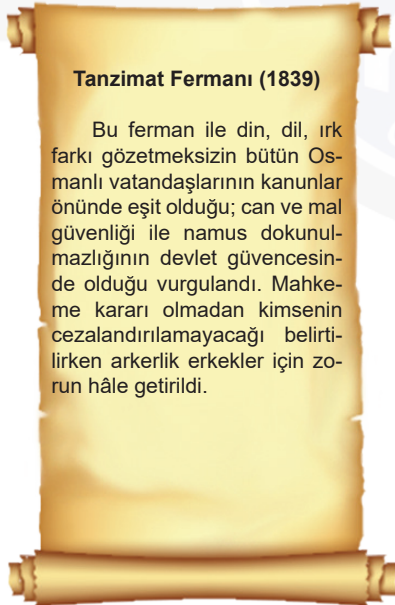 Tanzimat Fermanı (1839)
Bu ferman ile din, dil, ırk
farkı gözetmeksizin bütün Os-
manlı vatandaşlarının kanunlar
önünde eşit olduğu; can ve mal
güvenliği ile namus dokunul-
mazlığının devlet güvencesin-
de olduğu vurgulandı. Mahke-
me kararı olmadan kimsenin
cezalandırılamayacağı belirti-
lirken arkerlik erkekler için zo-
run hâle getirildi.